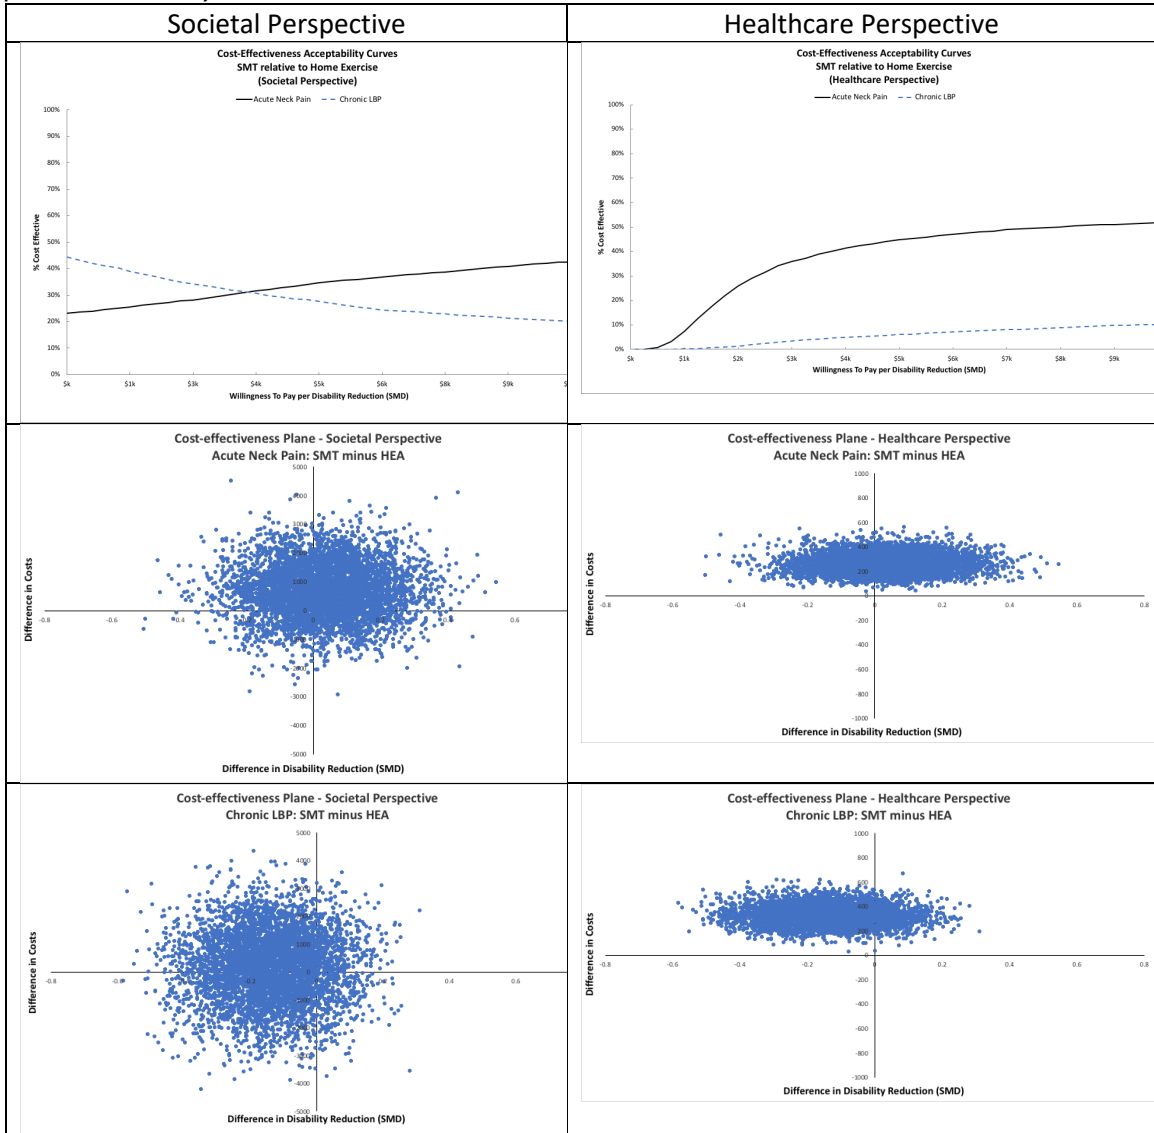 Societal Perspective
Healthcare Perspective
Cost-Effectiveness Acceptability Curves
SMT relative to Home Exercise
(Societal Perspective)
Acute Neck Pain
Chronic LBP
100%
90%
80%
70%
60%
50%
40%
30%
20%
10%
0%
% Cost Effective
$k
$1k
$2k
$3k
$4k
$5k
$6k
$7k
$8k
$9k
Willingness To Pay per Disability Reduction (SMD)
Cost-Effectiveness Acceptability Curves
SMT relative to Home Exercise
(Healthcare Perspective)
Acute Neck Pain
Chronic LBP
100%
90%
80%
70%
60%
50%
40%
30%
20%
10%
0%
% Cost Effective
$k
$1k
$2k
$3k
$4k
$5k
$6k
$7k
$8k
$9k
Willingness To Pay per Disability Reduction (SMD)
Cost-effectiveness Plane - Societal Perspective
Acute Neck Pain: SMT minus HEA
5000
-0.8
0
0.6
-3000
-4000
-5000
Difference in Costs
Difference in Disability Reduction (SMD)
Cost-effectiveness Plane - Healthcare Perspective
Acute Neck Pain: SMT minus HEA
1000
800
600
400
200
0
-200
-400
-600
-800
-1000
-0.8
-0.6
-0.4
-0.2
0
0.2
0.4
0.6
0.8
Difference in Costs
Difference in Disability Reduction (SMD)
Cost-effectiveness Plane - Societal Perspective
Chronic LBP: SMT minus HEA
5000
4000
-0.8
0
0.2
0.4
0.6
-4000
-5000
Difference in Costs
Difference in Disability Reduction (SMD)
Cost-effectiveness Plane - Healthcare Perspective
Chronic LBP: SMT minus HEA
1000
800
600
400
200
0
-200
-400
-600
-800
-1000
-0.8
-0.6
-0.4
-0.2
0
0.2
0.4
0.6
0.8
Difference in Costs
Difference in Disability Reduction (SMD)